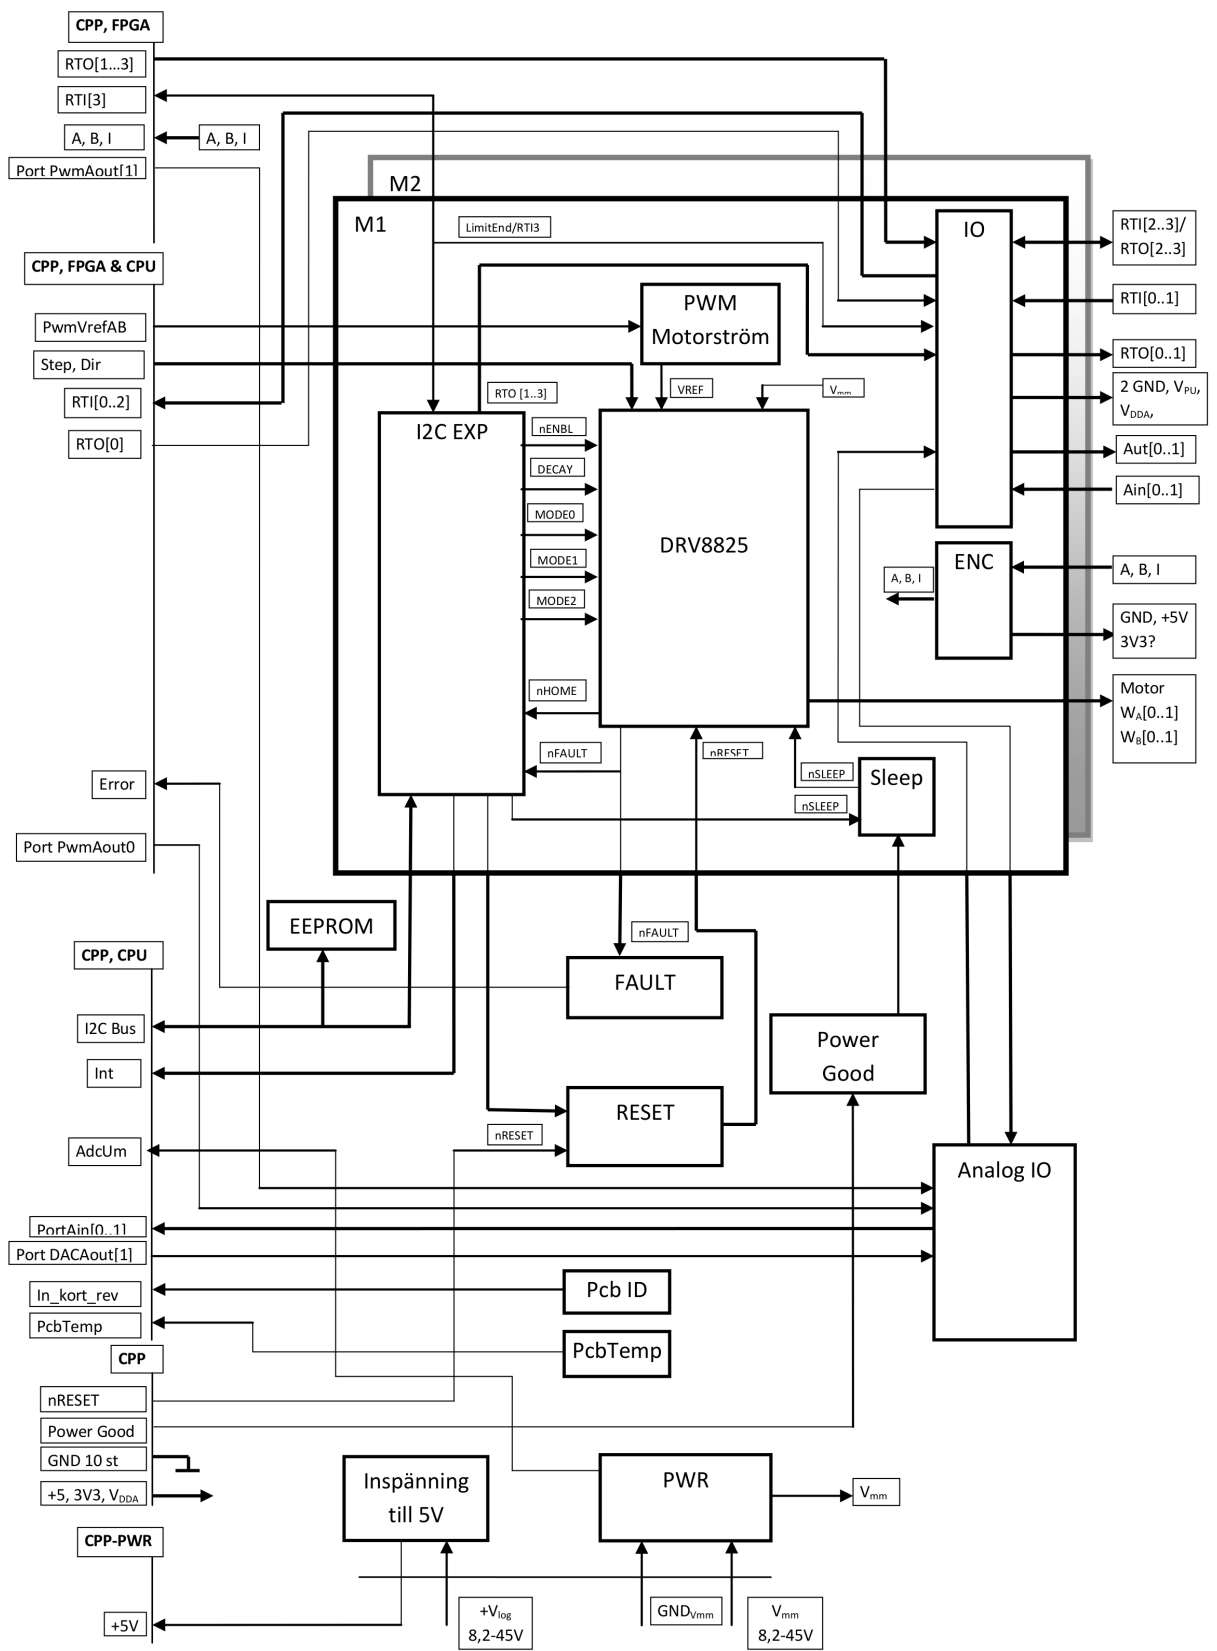 CPP, FPGA
RTO[1…3]
RTI[3]
A, B, I
A, B, I
Port PwmAout[1]
M2
M1
LimitEnd/RTI3
IO
RTI[2..3]/
RTO[2..3]
CPP, FPGA & CPU
RTI[0..1]
PWM
Motorström
PwmVrefAB
Step, Dir
RTO[0..1]
VREF
Vmm
RTO [1..3]
2 GND, VPU,
VDDA,
RTI[0..2]
RTO[0]
I2C EXP
nENBL
Aut[0..1]
DECAY
Ain[0..1]
MODE0
DRV8825
MODE1
ENC
A, B, I
A, B, I
MODE2
GND, +5V
3V3?
nHOME
Motor
WA[0..1]
WB[0..1]
nFAULT
nRESET
nSLEEP
Sleep
Error
nSLEEP
Port PwmAout0
EEPROM
nFAULT
CPP, CPU
FAULT
I2C Bus
Power
Good
Int
RESET
nRESET
AdcUm
Analog IO
PortAin[0..1]
Port DACAout[1]
In_kort_rev
Pcb ID
PcbTemp
PcbTemp
CPP
nRESET
Power Good
GND 10 st
Inspänning
till 5V
PWR
+5, 3V3, VDDA
Vmm
CPP-PWR
+5V
+Vlog
8,2-45V
GNDVmm
Vmm
8,2-45V